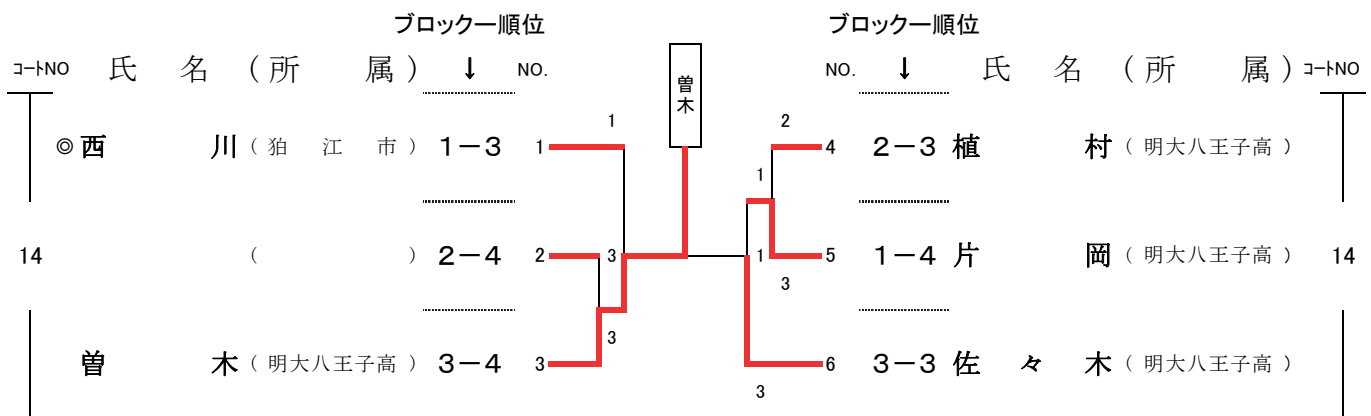 ブロックー順位 ブロックー順位
コートNO 氏 名 ( 所 属 ) ↓ NO. 曽木 NO. ↓ 氏 名 ( 所 属 ) コートNO
1 2
◎ 西 川 ( 狛 江 市 ) 1-3 1 4 2-3 植 村 ( 明大八王子高 )
1
14 ( ) 2-4 2 3 1 5 1-4 片 岡 ( 明大八王子高 ) 14
3
3
曽 木 ( 明大八王子高 ) 3-4 3 6 3-3 佐 々 木 ( 明大八王子高 )
3